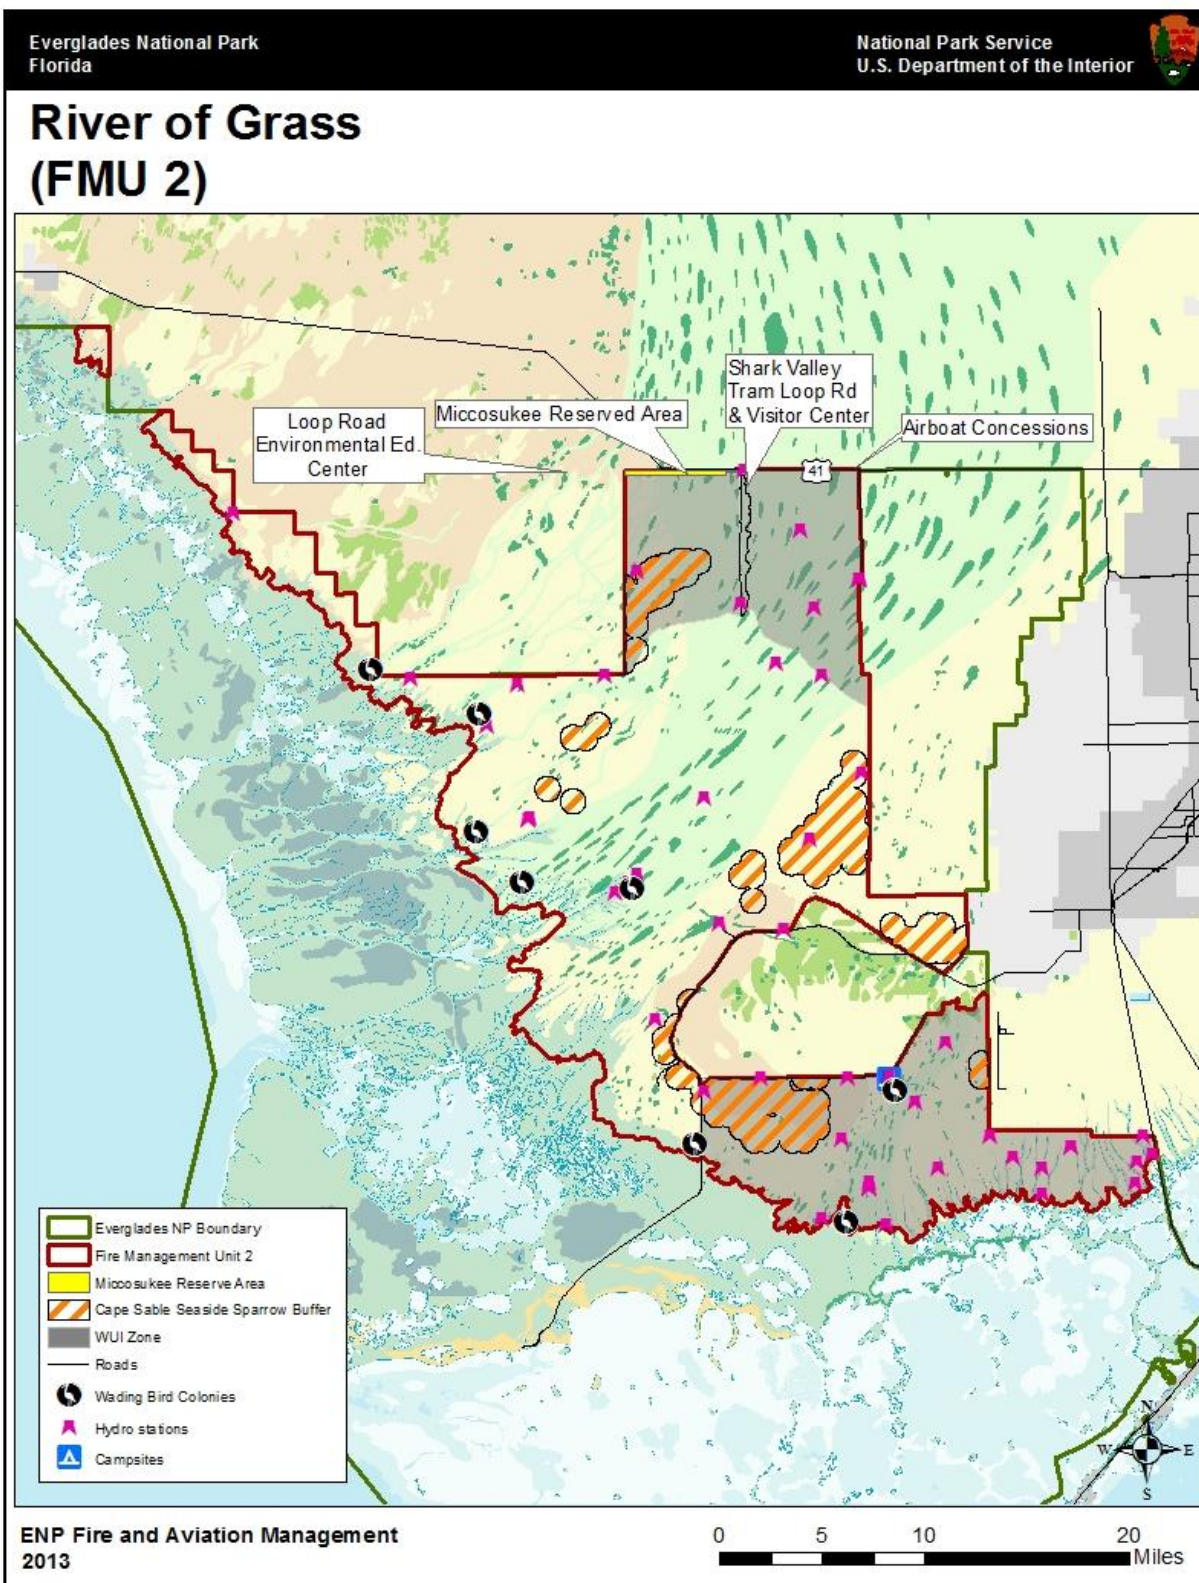 Everglades National Park
Florida
National Park Service
U.S. Department of the Interior
River of Grass
(FMU 2)
Loop Road
Environmental Ed.
Center
Miccosukee Reserved Area
Shark Valley
Tram Loop Rd
& Visitor Center
Airboat Concessions
41
Everglades NP Boundary
Fire Management Unit 2
Miccosukee Reserve Area
Cape Sable Seaside Sparrow Buffer
WUI Zone
Roads
Wading Bird Colonies
Hydro stations
Campsites
N
W
E
S
ENP Fire and Aviation Management
2013
0 5 10 20
Miles